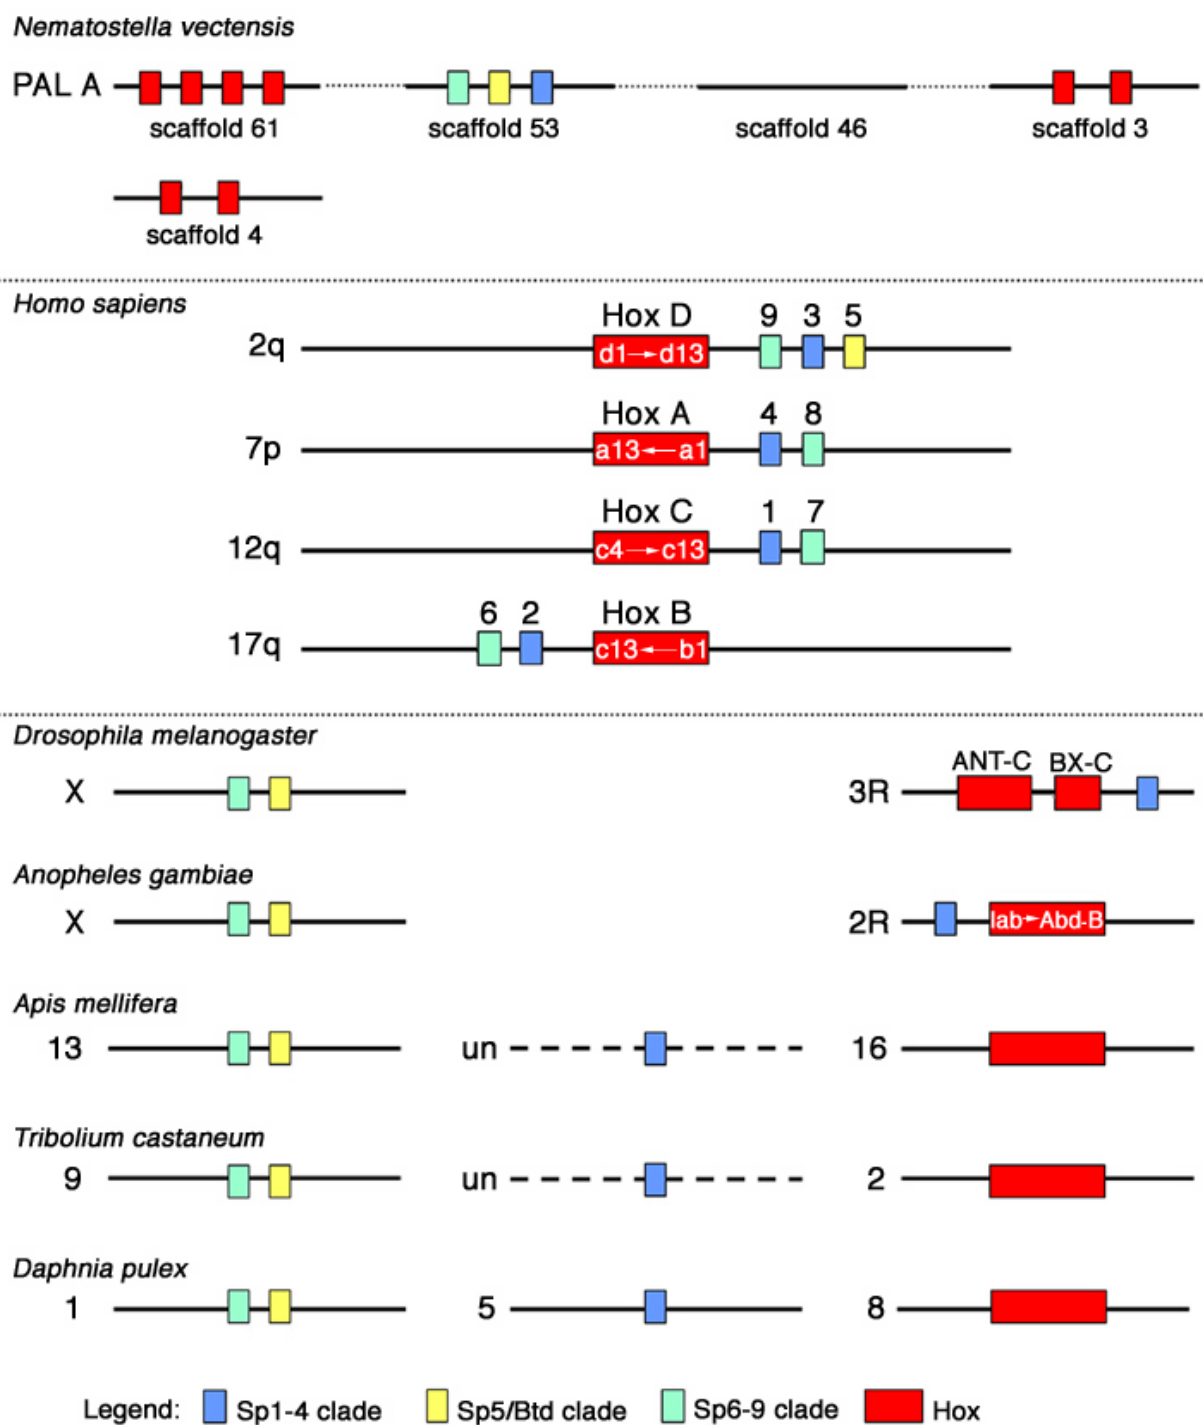 Nematostella vectensis
PAL A
scaffold 61 scaffold 53 scaffold 46 scaffold 3
scaffold 4
Homo sapiens
Hox D 9 3 5
2q d1→d13
Hox A 4 8
7p a13←a1
Hox C 1 7
12q c4→c13
6 2 Hox B
17q c13←b1
Drosophila melanogaster
ANT-C BX-C
X 3R
Anopheles gambiae
X 2R lab→Abd-B
Apis mellifera
13 un 16
Tribolium castaneum
9 un 2
Daphnia pulex
1 5 8
Legend: Sp1-4 clade Sp5/Btd clade Sp6-9 clade Hox